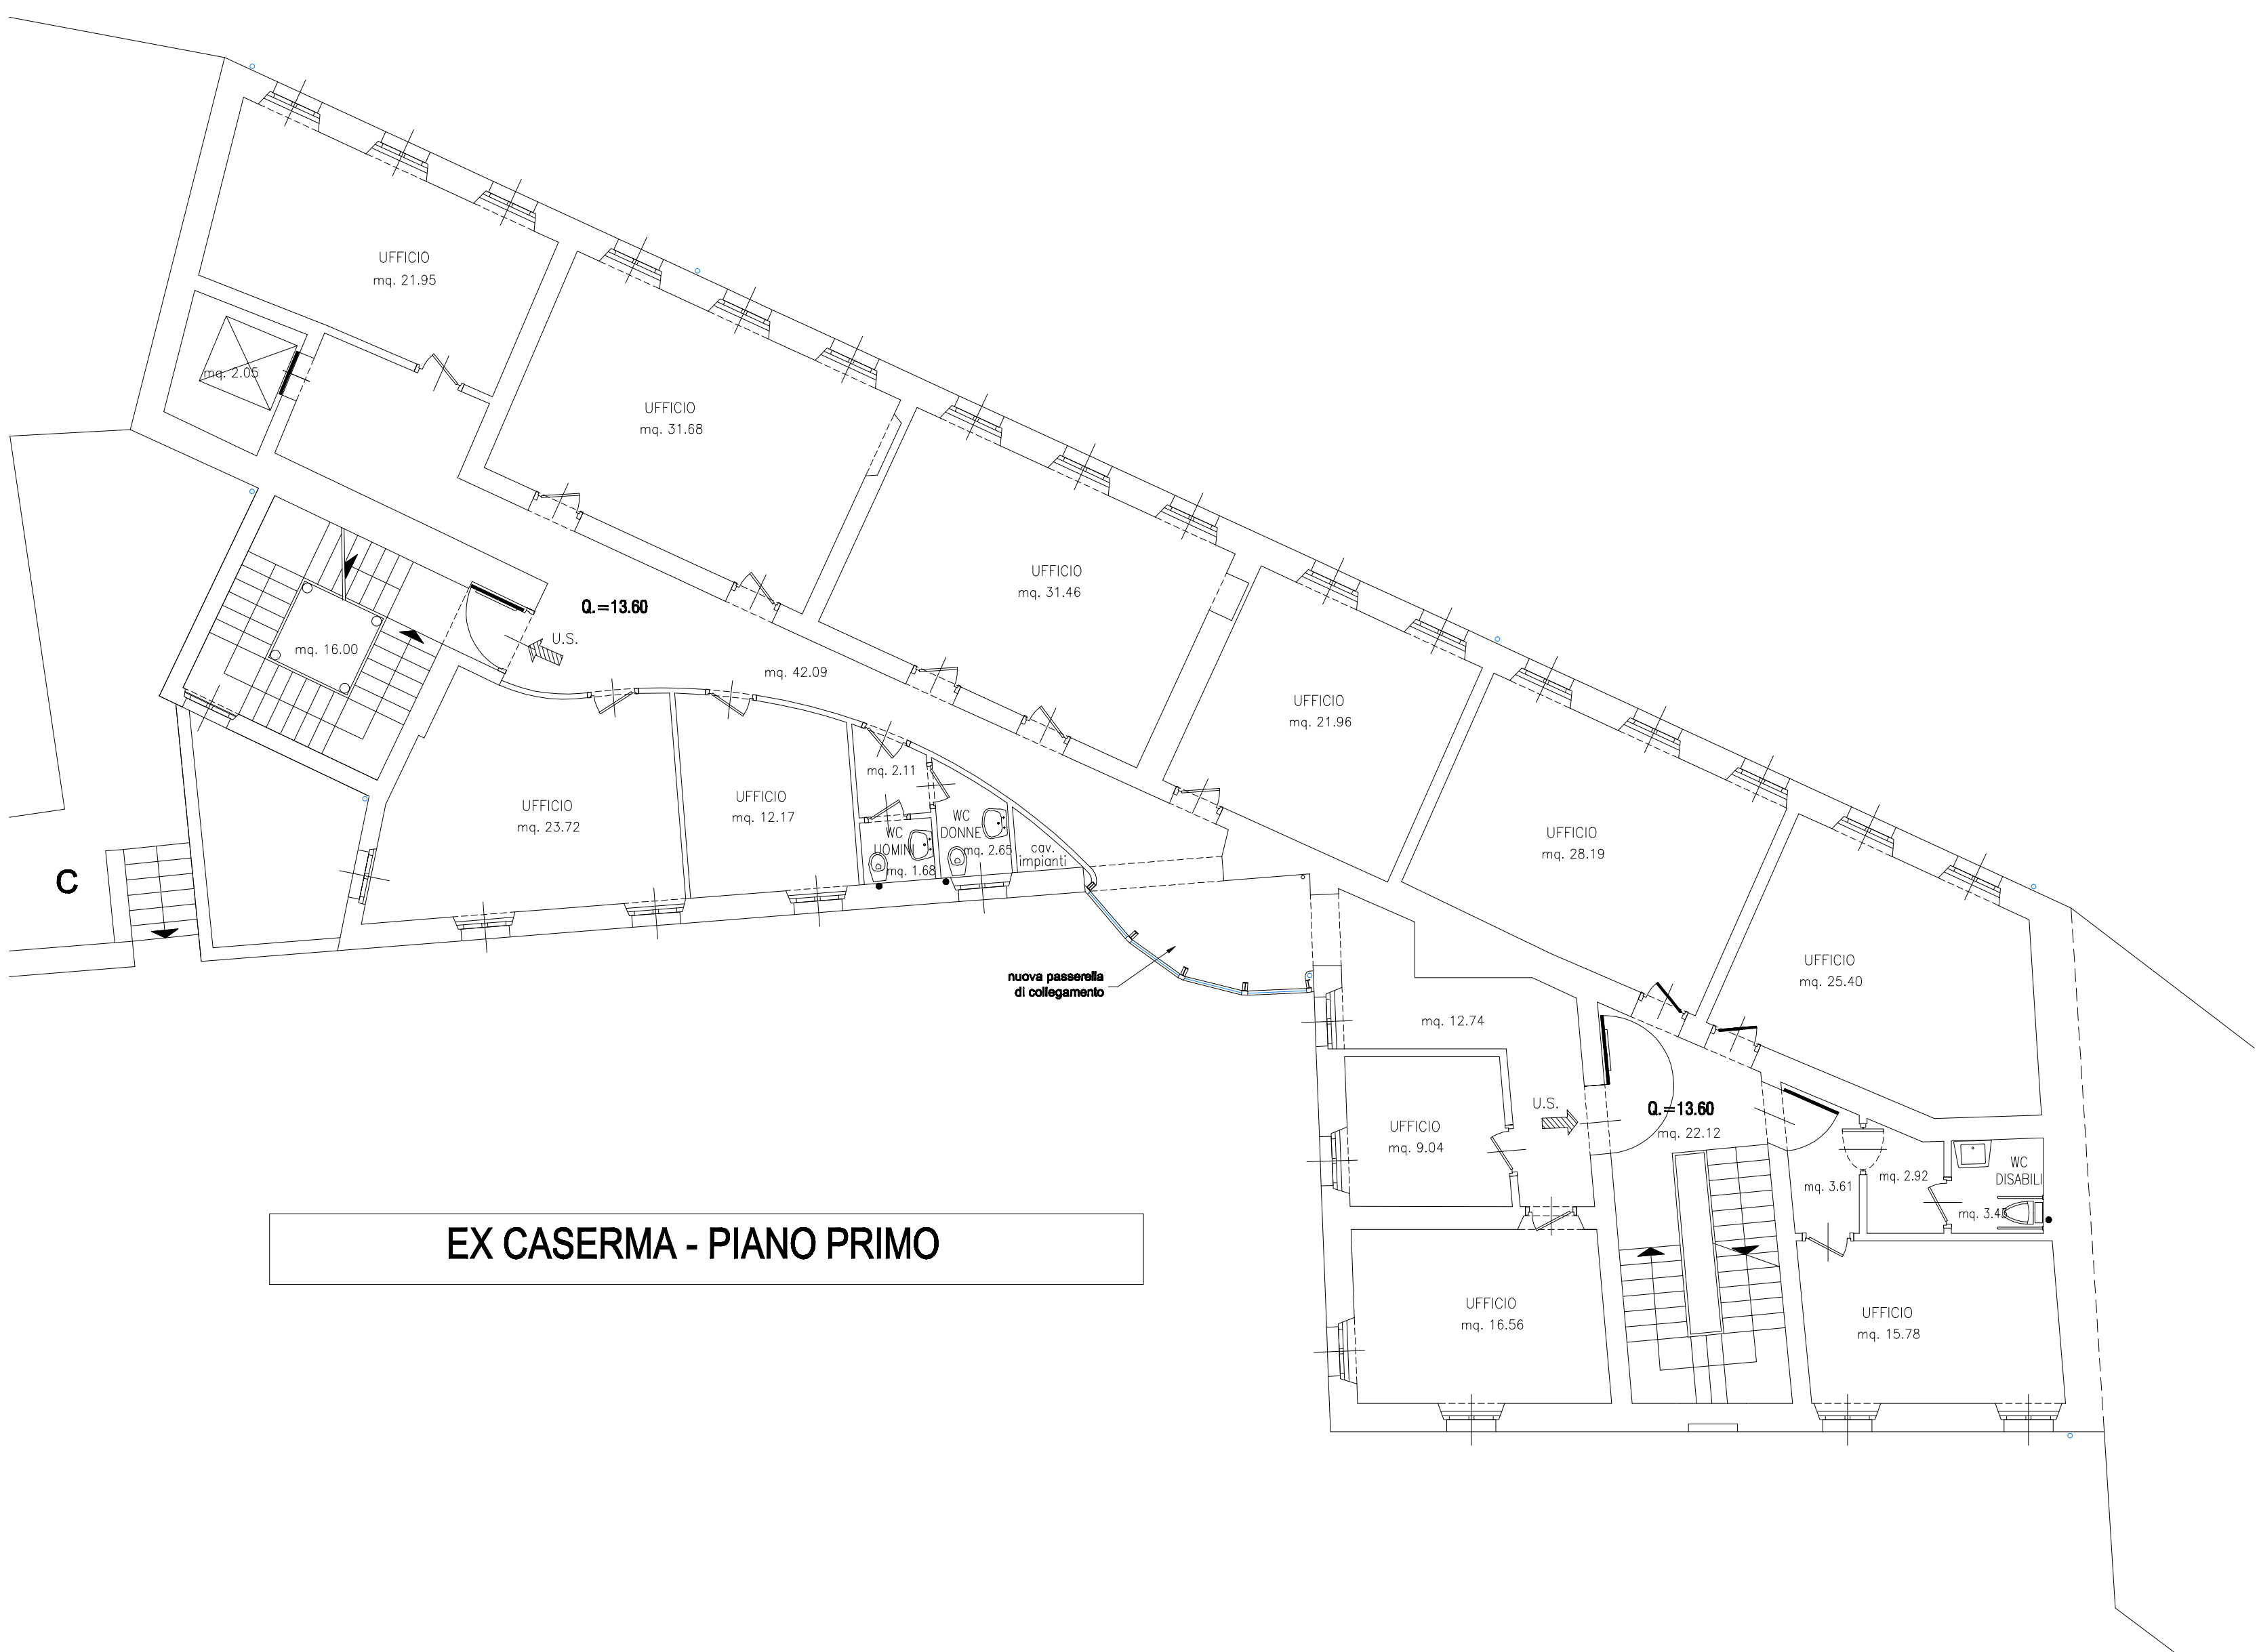 UFFICIO
mq. 21.95
mq. 2.05
UFFICIO
mq. 31.68
UFFICIO
mq. 31.46
Q.=13.60
U.S.
mq. 16.00
mq. 42.09
UFFICIO
mq. 21.96
UFFICIO
mq. 23.72
UFFICIO
mq. 12.17
mq. 2.11
WC
UOMINI
mq. 1.68
WC
DONNE
mq. 2.65
cav.
impianti
UFFICIO
mq. 28.19
C
UFFICIO
mq. 25.40
nuova passerella
di collegamento
mq. 12.74
U.S.
Q.=13.60
mq. 22.12
UFFICIO
mq. 9.04
mq. 3.61
mq. 2.92
WC
DISABILI
EX CASERMA - PIANO PRIMO
UFFICIO
mq. 16.56
UFFICIO
mq. 15.78